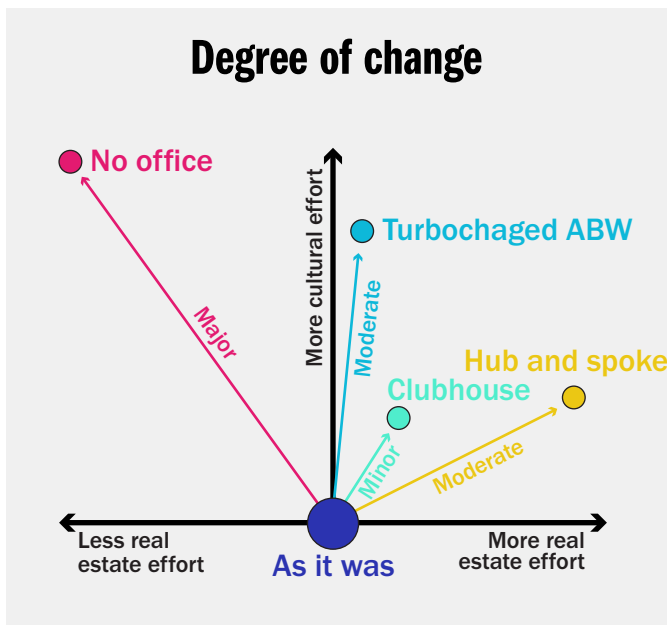 Degree of change
No office
More cultural effort
Turbochaged ABW
Major
Moderate
Hub and spoke
Clubhouse
Minor
Moderate
Less real
estate effort
More real
estate effort
As it was